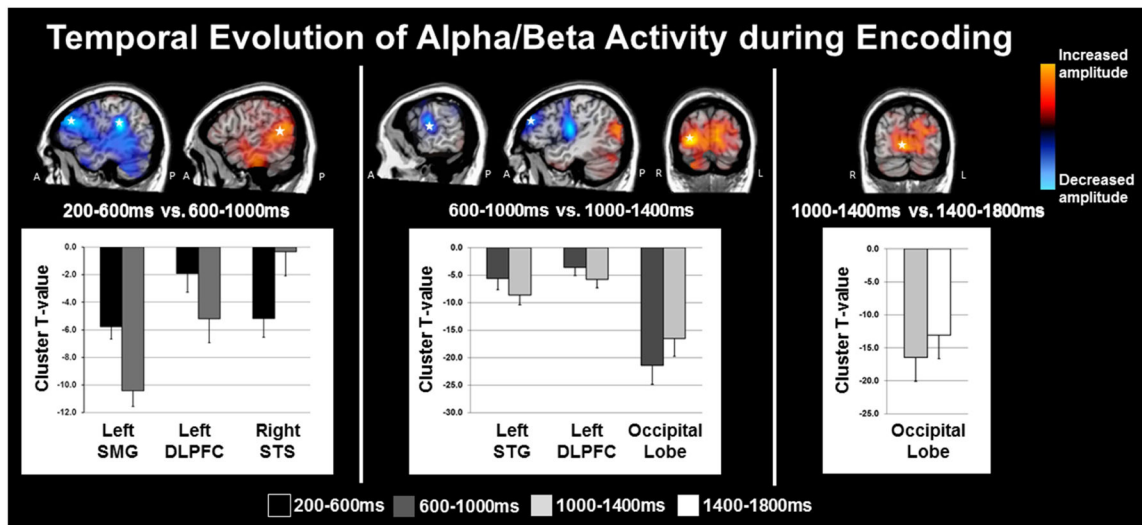 Temporal Evolution of Alpha/Beta Activity during Encoding
Increased
amplitude
Decreased
amplitude
A P A P
200-600ms vs. 600-1000ms
A P A P R L
600-1000ms vs. 1000-1400ms
R L
1000-1400ms vs. 1400-1800ms
Cluster T-value
0.0
-2.0
-4.0
-6.0
-8.0
-10.0
-12.0
Left
SMG
Left
DLPFC
Right
STS
Cluster T-value
0.0
-5.0
-10.0
-15.0
-20.0
-25.0
-30.0
Left
STG
Left
DLPFC
Occipital
Lobe
Cluster T-value
0.0
-5.0
-10.0
-15.0
-20.0
-25.0
Occipital
Lobe
200-600ms 600-1000ms 1000-1400ms 1400-1800ms